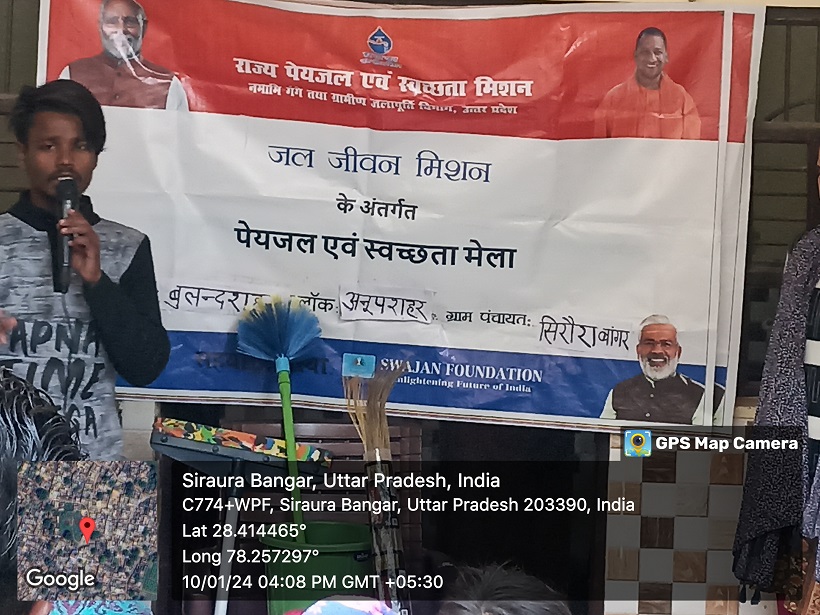 राज्य पेयजल एवं स्वच्छता मिशन
नमामि गंगे तथा ग्रामीण जलापूर्ति विभाग, उत्तर प्रदेश
जल जीवन मिशन
के अंतर्गत
पेयजल एवं स्वच्छता मेला
अनूपशहर ग्राम पंचायत: सिरौरा बांगर
SWAJAN FOUNDATION
Enlightening Future of India
GPS Map Camera
Siraura Bangar, Uttar Pradesh, India
C774+WPF, Siraura Bangar, Uttar Pradesh 203390, India
Lat 28.414465°
Long 78.257297°
10/01/24 04:08 PM GMT +05:30
Google